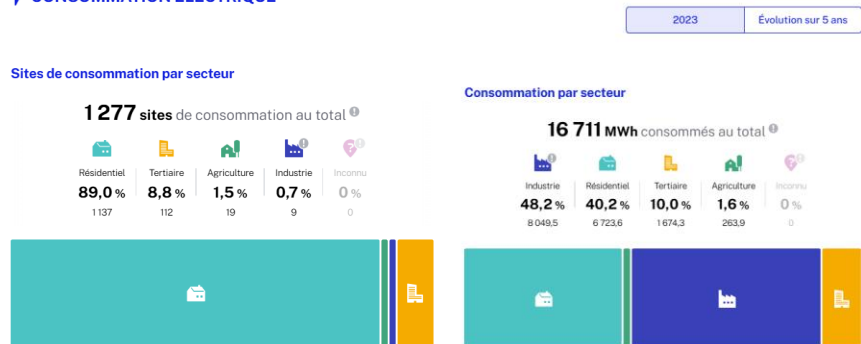 CONSOMMATION ÉLECTRIQUE
2023
Évolution sur 5 ans
Sites de consommation par secteur
1 277 sites de consommation au total
Résidentiel Tertiaire Agriculture Industrie Inconnu
89,0 % 8,8 % 1,5 % 0,7 % 0 %
1 137 112 19 9 0
Consommation par secteur
16 711 MWh consommés au total
Industrie Résidentiel Tertiaire Agriculture Inconnu
48,2 % 40,2 % 10,0 % 1,6 % 0 %
8 049,5 6 723,6 1 674,3 263,9 0